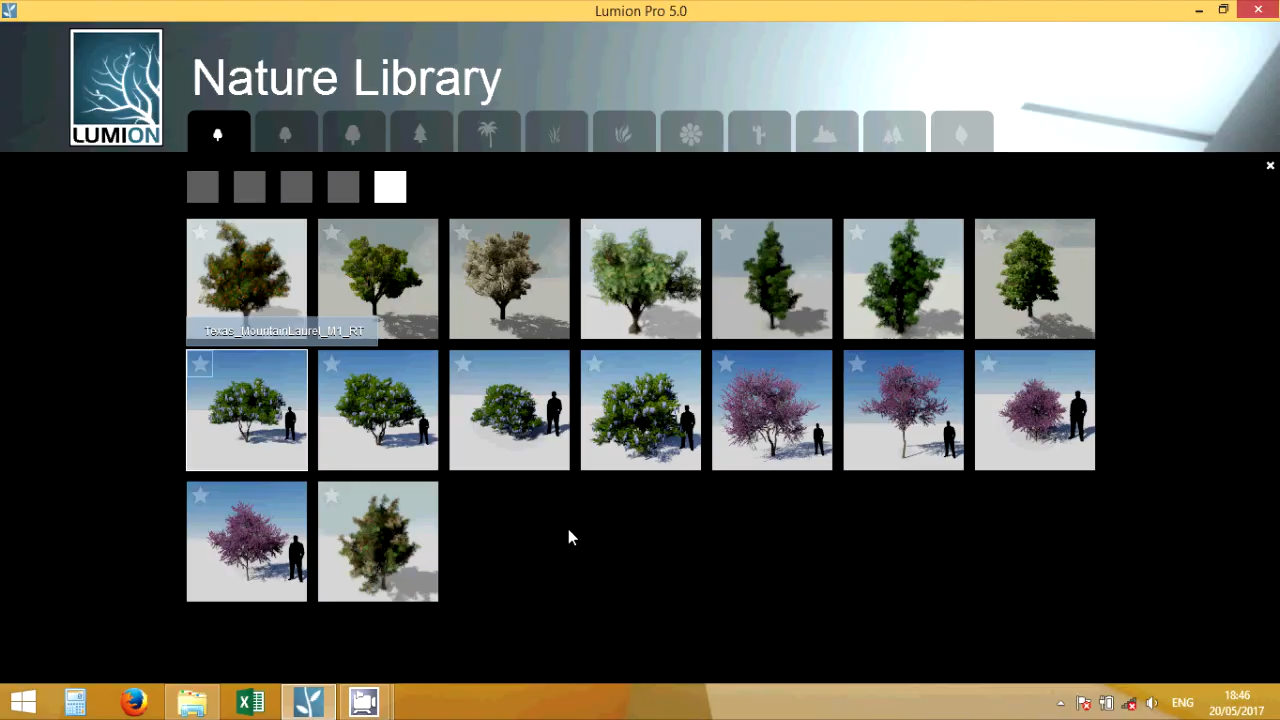 Lumion Pro 5.0
LUMION
Nature Library
Texas_MountainLaurel_M1_RT
ENG
18:46
20/05/2017